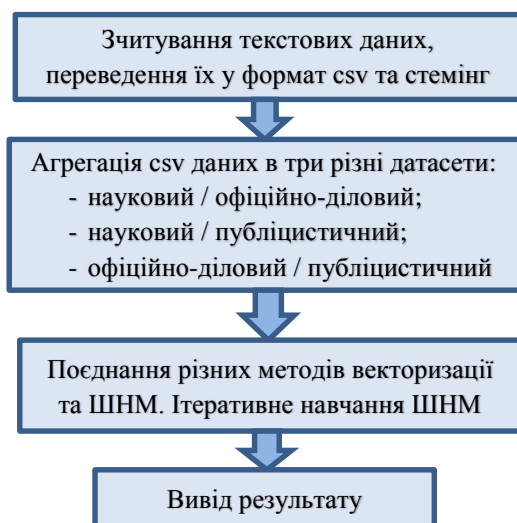 Зчитування текстових даних,
переведення їх у формат csv та стемінг
Агрегація csv даних в три різні датасети:
- науковий / офіційно-діловий;
- науковий / публіцистичний;
- офіційно-діловий / публіцистичний
Поєднання різних методів векторизації
та ШНМ. Ітеративне навчання ШНМ
Вивід результату